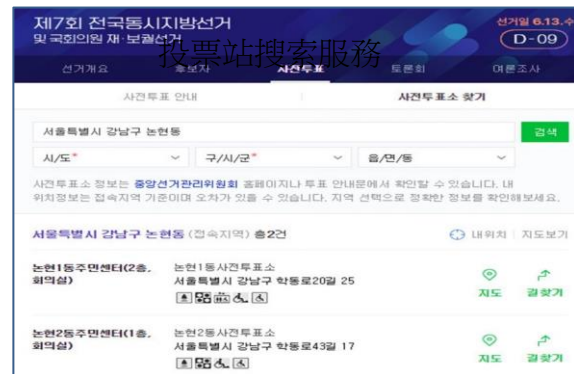 제7회 전국동시지방선거
및 국회의원 재·보궐선거
선거일 6.13.수
D-09
投票站搜索服務
선거개요 후보자 사전투표 토론회 여론조사
사전투표 안내 사전투표소 찾기
서울특별시 강남구 논현동 검색
시/도* 구/시/군* 읍/면/동
사전투표소 정보는 중앙선거관리위원회 홈페이지나 투표 안내문에서 확인할 수 있습니다. 내
위치정보는 접속지역 기준이며 오차가 있을 수 있습니다. 지역 선택으로 정확한 정보를 확인해보세요.
서울특별시 강남구 논현동 (접속지역) 총2건 내위치 지도보기
논현1동주민센터(2층, 회의실)
논현1동사전투표소
서울특별시 강남구 학동로20길 25
지도 길찾기
논현2동주민센터(1층, 회의실)
논현2동사전투표소
서울특별시 강남구 학동로43길 17
지도 길찾기